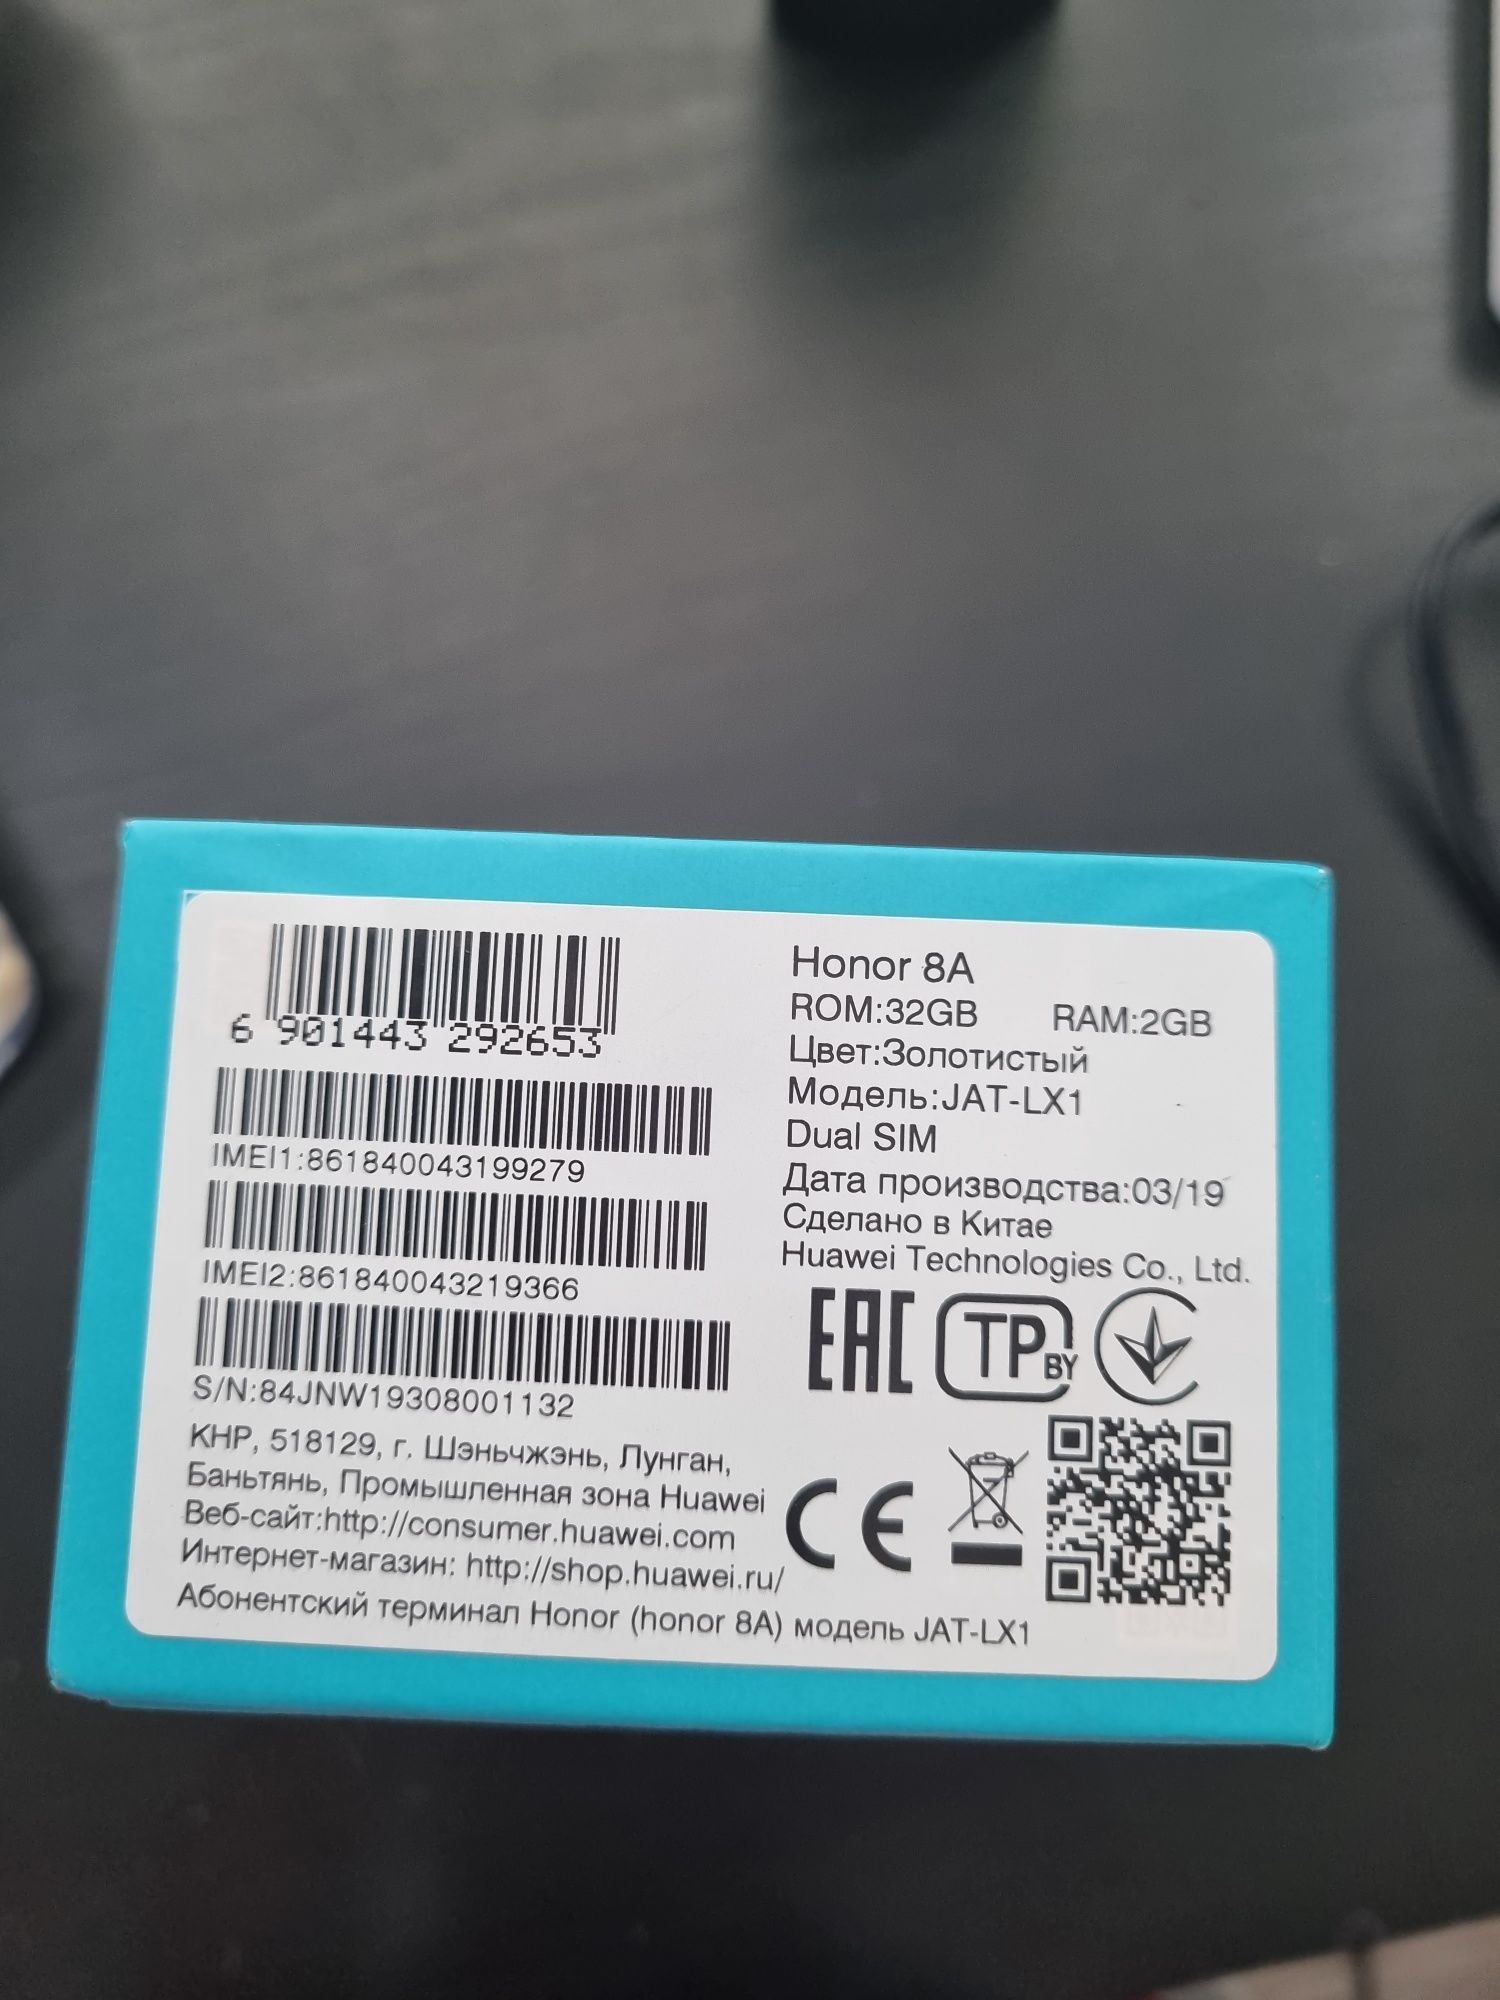 6 901443 292653
IMEI1:861840043199279
IMEI2:861840043219366
S/N:84JNW19308001132
Honor 8A
ROM:32GB RAM:2GB
Цвет:Золотистый
Модель:JAT-LX1
Dual SIM
Дата производства:03/19
Сделано в Китае
Huawei Technologies Co., Ltd.
EAC TP BY
CE
КНР, 518129, г. Шэньчжэнь, Лунган,
Баньтянь, Промышленная зона Huawei
Веб-сайт:http://consumer.huawei.com
Интернет-магазин: http://shop.huawei.ru/
Абонентский терминал Honor (honor 8A) модель JAT-LX1